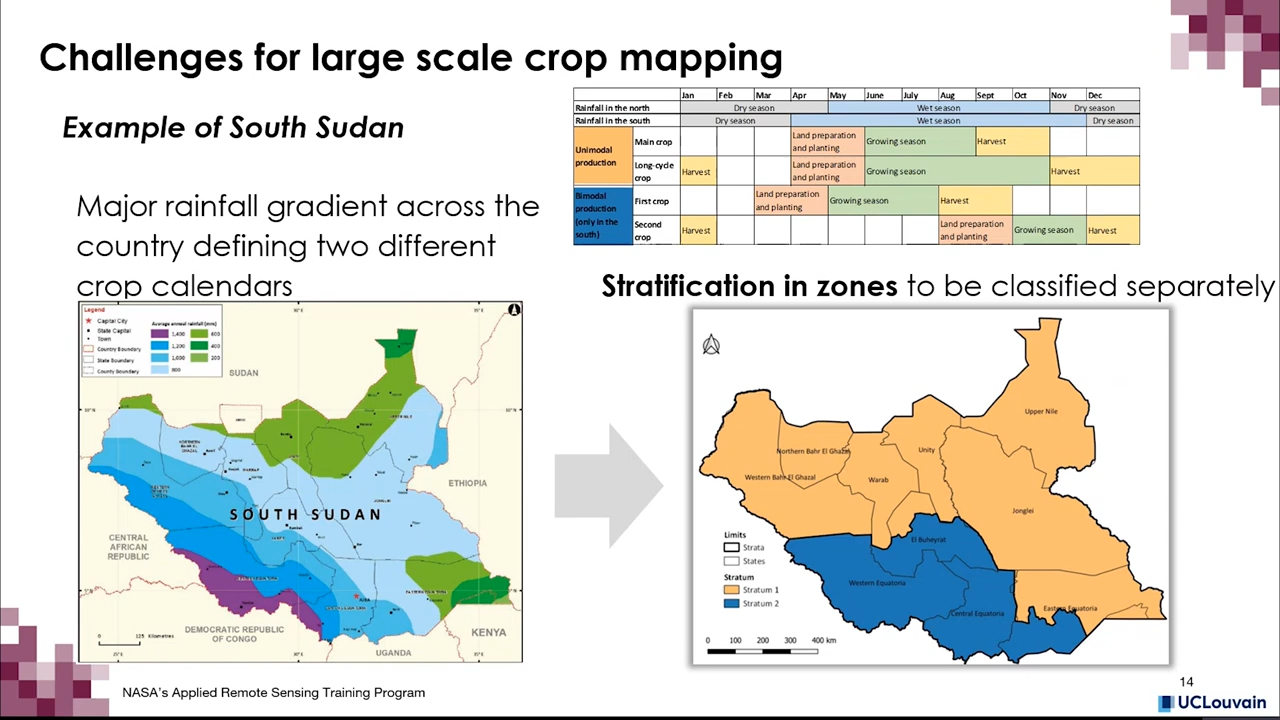 Challenges for large scale crop mapping
Example of South Sudan
Major rainfall gradient across the
country defining two different
crop calendars
Jan Feb Mar Apr May June July Aug Sept Oct Nov Dec
Rainfall in the north Dry season Wet season Dry season
Rainfall in the south Dry season Wet season Dry season
Unimodal production Main crop Land preparation and planting Growing season Harvest
Long-cycle crop Harvest Land preparation and planting Growing season Harvest
Bimodal production (only in the south) First crop Land preparation and planting Growing season Harvest
Second crop Harvest Land preparation and planting Growing season Harvest
Stratification in zones to be classified separately
Legend
Capital City
State Capital
Town
Country Boundary
State Boundary
County Boundary
Average annual rainfall (mm)
1,400 600
1,200 400
1,000 200
800
SUDAN
ETHIOPIA
SOUTH SUDAN
CENTRAL
AFRICAN
REPUBLIC
DEMOCRATIC REPUBLIC
OF CONGO
UGANDA
KENYA
0 125 Kilometres
Upper Nile
Northern Bahr El Ghazal
Unity
Western Bahr El Ghazal
Warab
Jonglei
El Buheyrat
Western Equatoria
Central Equatoria
Eastern Equatoria
Limits
Strata
States
Stratum
Stratum 1
Stratum 2
0 100 200 300 400 km
NASA's Applied Remote Sensing Training Program
14
UCLouvain